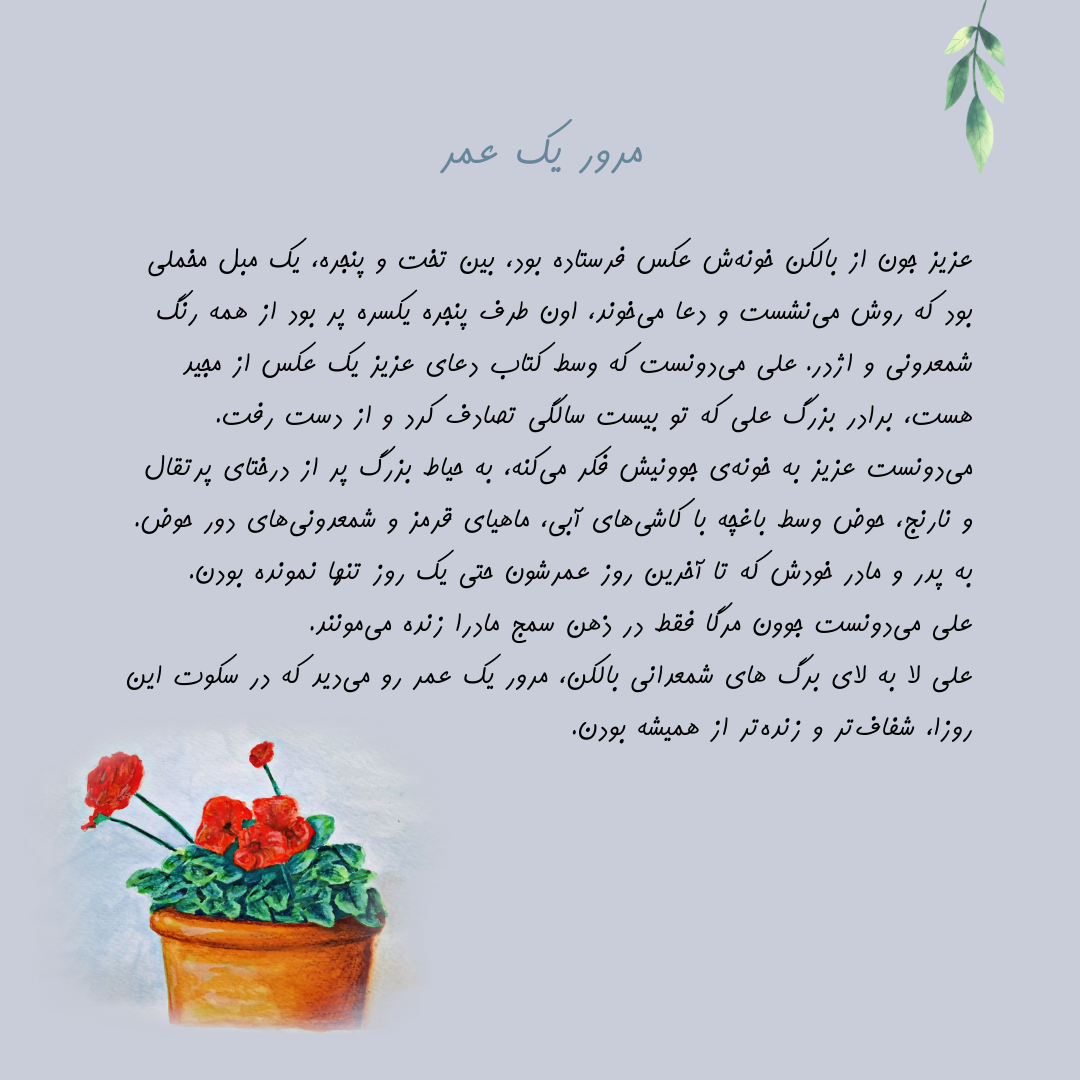 مرور یک عمر
عزیز جون از بالکن خونه‌ش عکس فرستاده بود، بین تخت و پنجره، یک مبل مخملی
بود که روش می‌نشست و دعا می‌خوند، اون طرف پنجره یکسره پر بود از همه رنگ
شمعدونی و اژدر. علی می‌دونست که وسط کتاب دعای عزیز یک عکس از مجید
هست، برادر بزرگ علی که تو بیست سالگی تصادف کرد و از دست رفت.
می‌دونست عزیز به خونه‌ی جوونیش فکر می‌کنه، به حیاط بزرگ پر از درختای پرتقال
و نارنج، حوض وسط باغچه با کاشی‌های آبی، ماهیای قرمز و شمعدونی‌های دور حوض.
به پدر و مادر خودش که تا آخرین روز عمرشون حتی یک روز تنها نمونده بودن.
علی می‌دونست جوون مرگا فقط در ذهن سمج مادرا زنده می‌مونند.
علی لا به لای برگ های شمعدانی بالکن، مرور یک عمر رو می‌دید که در سکوت این
روزا، شفاف‌تر و زنده‌تر از همیشه بودن.